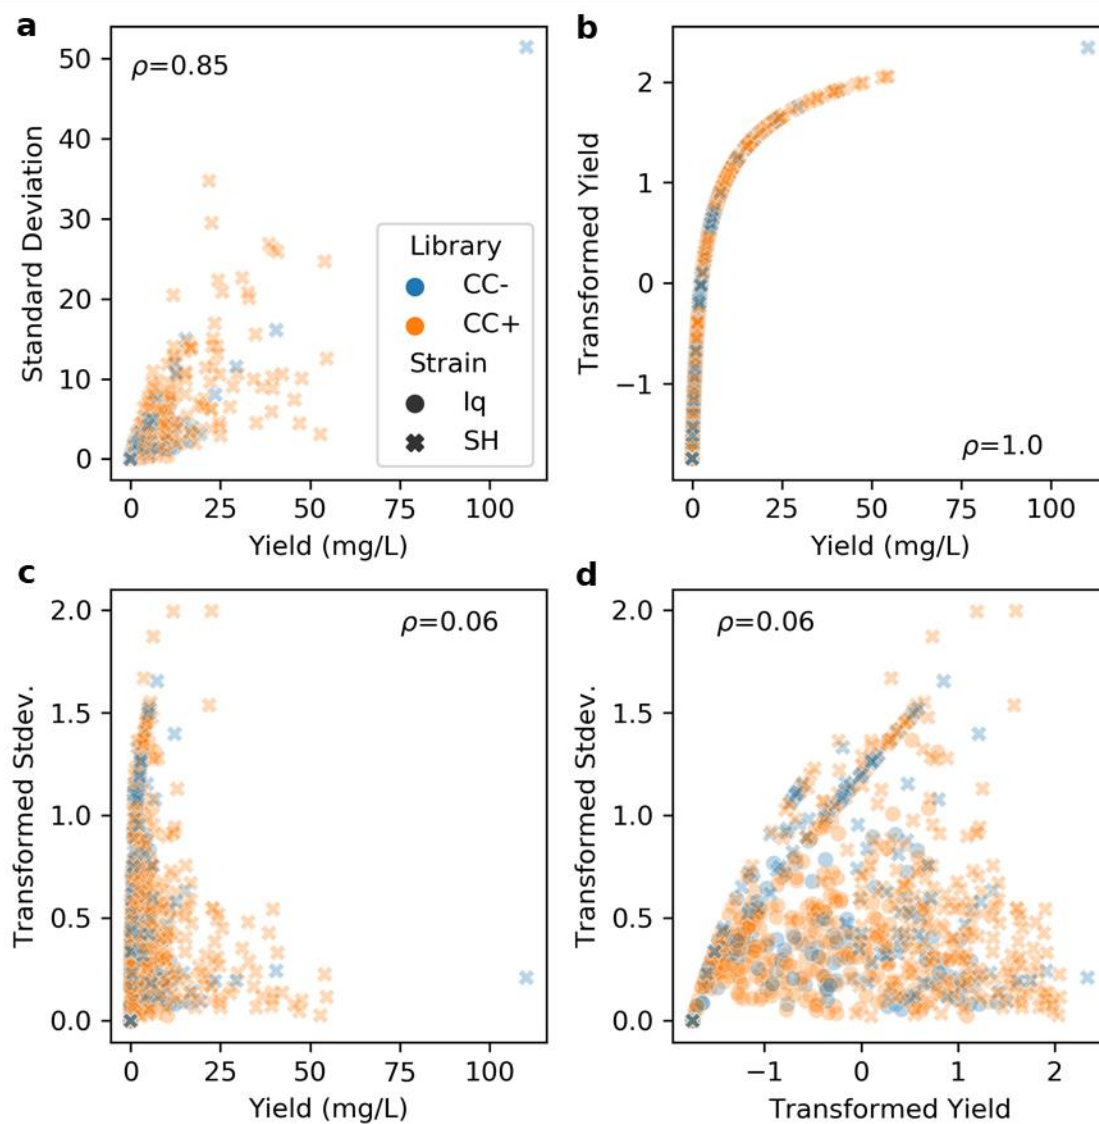 a
ρ=0.85
50
40
30
20
10
0
Standard Deviation
Library
CC-
CC+
Strain
Iq
SH
0 25 50 75 100
Yield (mg/L)
b
2
1
0
−1
Transformed Yield
ρ=1.0
0 25 50 75 100
Yield (mg/L)
c
ρ=0.06
2.0
1.5
1.0
0.5
0.0
Transformed Stdev.
0 25 50 75 100
Yield (mg/L)
d
ρ=0.06
2.0
1.5
1.0
0.5
0.0
Transformed Stdev.
−1 0 1 2
Transformed Yield